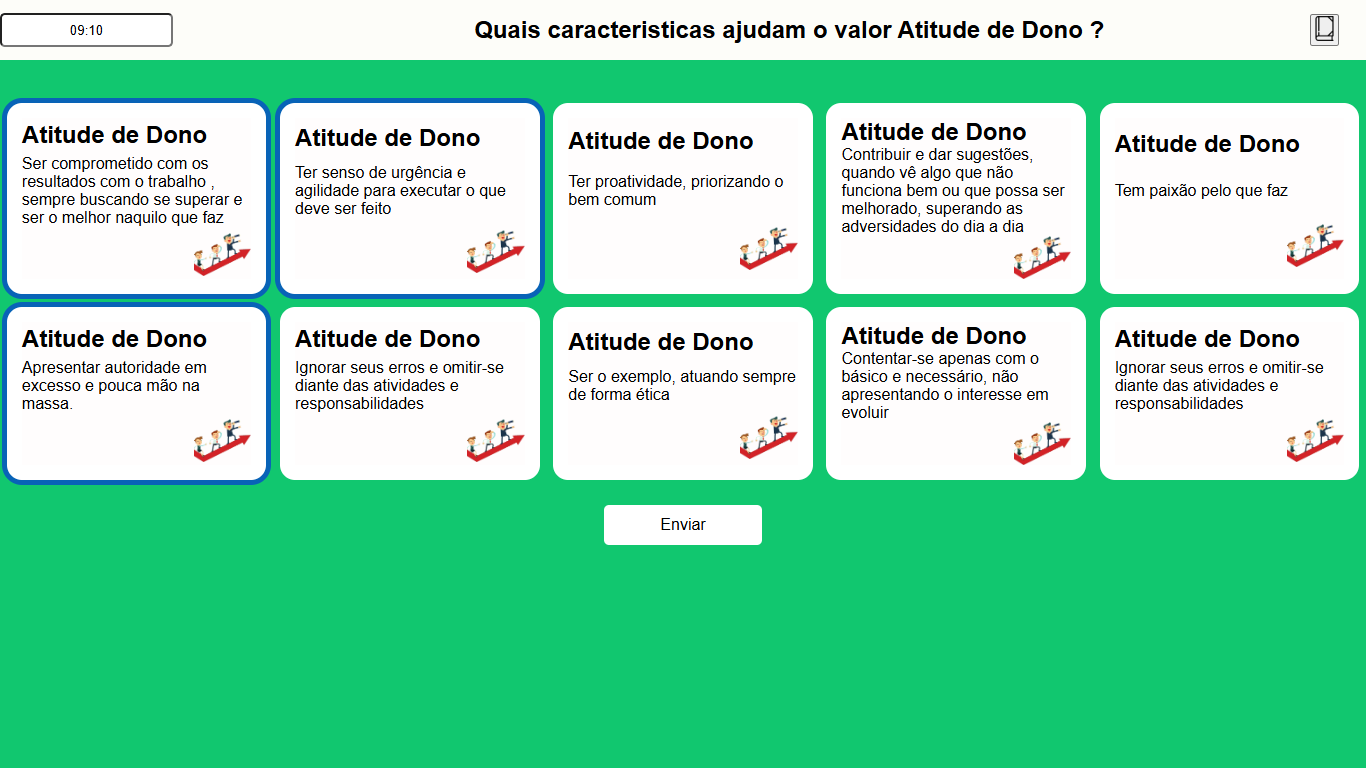 09:10
Quais caracteristicas ajudam o valor Atitude de Dono ?
Atitude de Dono
Ser comprometido com os
resultados com o trabalho ,
sempre buscando se superar e
ser o melhor naquilo que faz
Atitude de Dono
Ter senso de urgência e
agilidade para executar o que
deve ser feito
Atitude de Dono
Ter proatividade, priorizando o
bem comum
Atitude de Dono
Contribuir e dar sugestões,
quando vê algo que não
funciona bem ou que possa ser
melhorado, superando as
adversidades do dia a dia
Atitude de Dono
Tem paixão pelo que faz
Atitude de Dono
Apresentar autoridade em
excesso e pouca mão na
massa.
Atitude de Dono
Ignorar seus erros e omitir-se
diante das atividades e
responsabilidades
Atitude de Dono
Ser o exemplo, atuando sempre
de forma ética
Atitude de Dono
Contentar-se apenas com o
básico e necessário, não
apresentando o interesse em
evoluir
Atitude de Dono
Ignorar seus erros e omitir-se
diante das atividades e
responsabilidades
Enviar